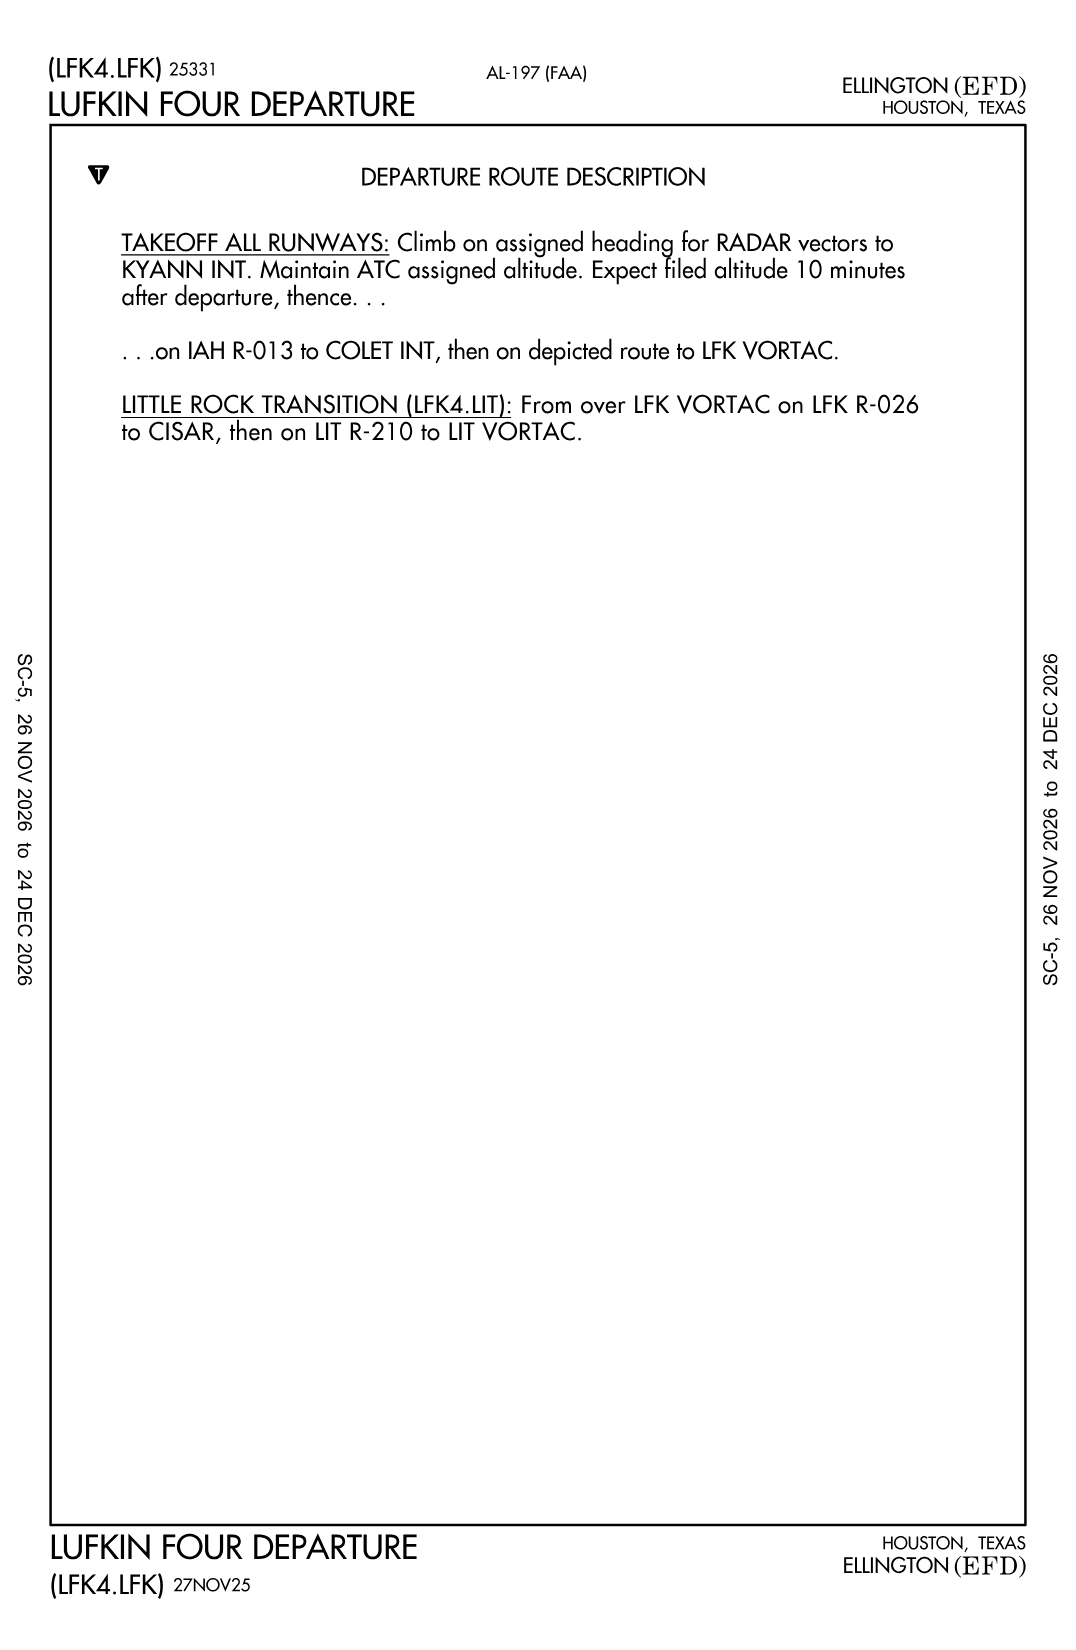 (LFK4.LFK) 25331
AL-197 (FAA)
ELLINGTON (EFD)
LUFKIN FOUR DEPARTURE
HOUSTON, TEXAS
T
DEPARTURE ROUTE DESCRIPTION
TAKEOFF ALL RUNWAYS: Climb on assigned heading for RADAR vectors to
KYANN INT. Maintain ATC assigned altitude. Expect filed altitude 10 minutes
after departure, thence. . .
. . .on IAH R-013 to COLET INT, then on depicted route to LFK VORTAC.
LITTLE ROCK TRANSITION (LFK4.LIT): From over LFK VORTAC on LFK R-026
to CISAR, then on LIT R-210 to LIT VORTAC.
SC-5, 26 NOV 2026 to 24 DEC 2026
SC-5, 26 NOV 2026 to 24 DEC 2026
LUFKIN FOUR DEPARTURE
HOUSTON, TEXAS
(LFK4.LFK) 27NOV25
ELLINGTON (EFD)